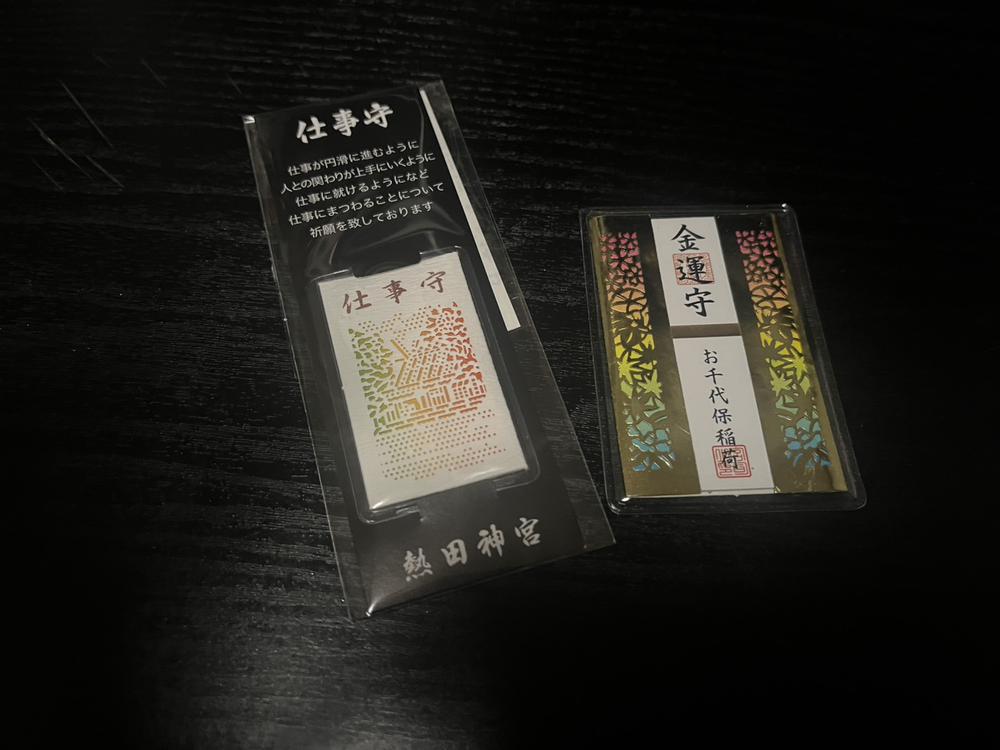 仕事守
仕事が円滑に進むように
人との関わりが上手にいくように
仕事に就けるようになど
仕事にまつわることについて
祈願を致しております
仕事守
熱田神宮
金運守
お千代保稲荷